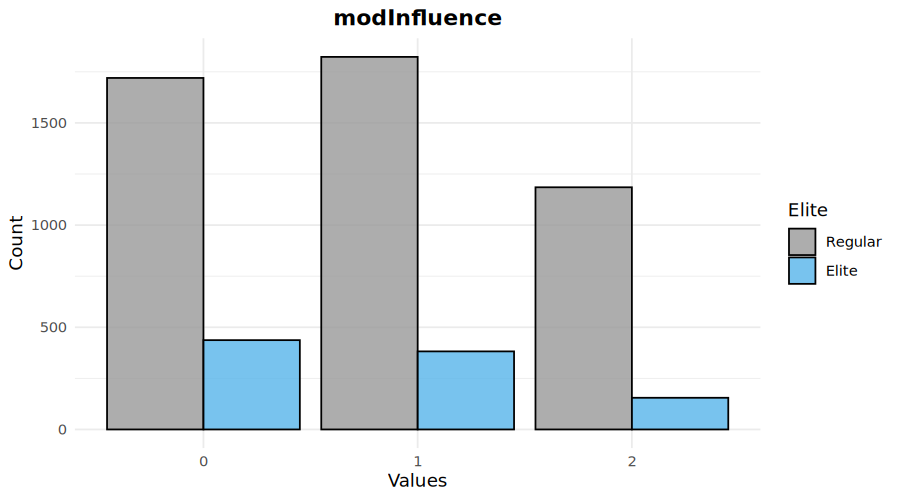 modInfluence
Count
1500
1000
500
0
0 1 2
Values
Elite
Regular
Elite